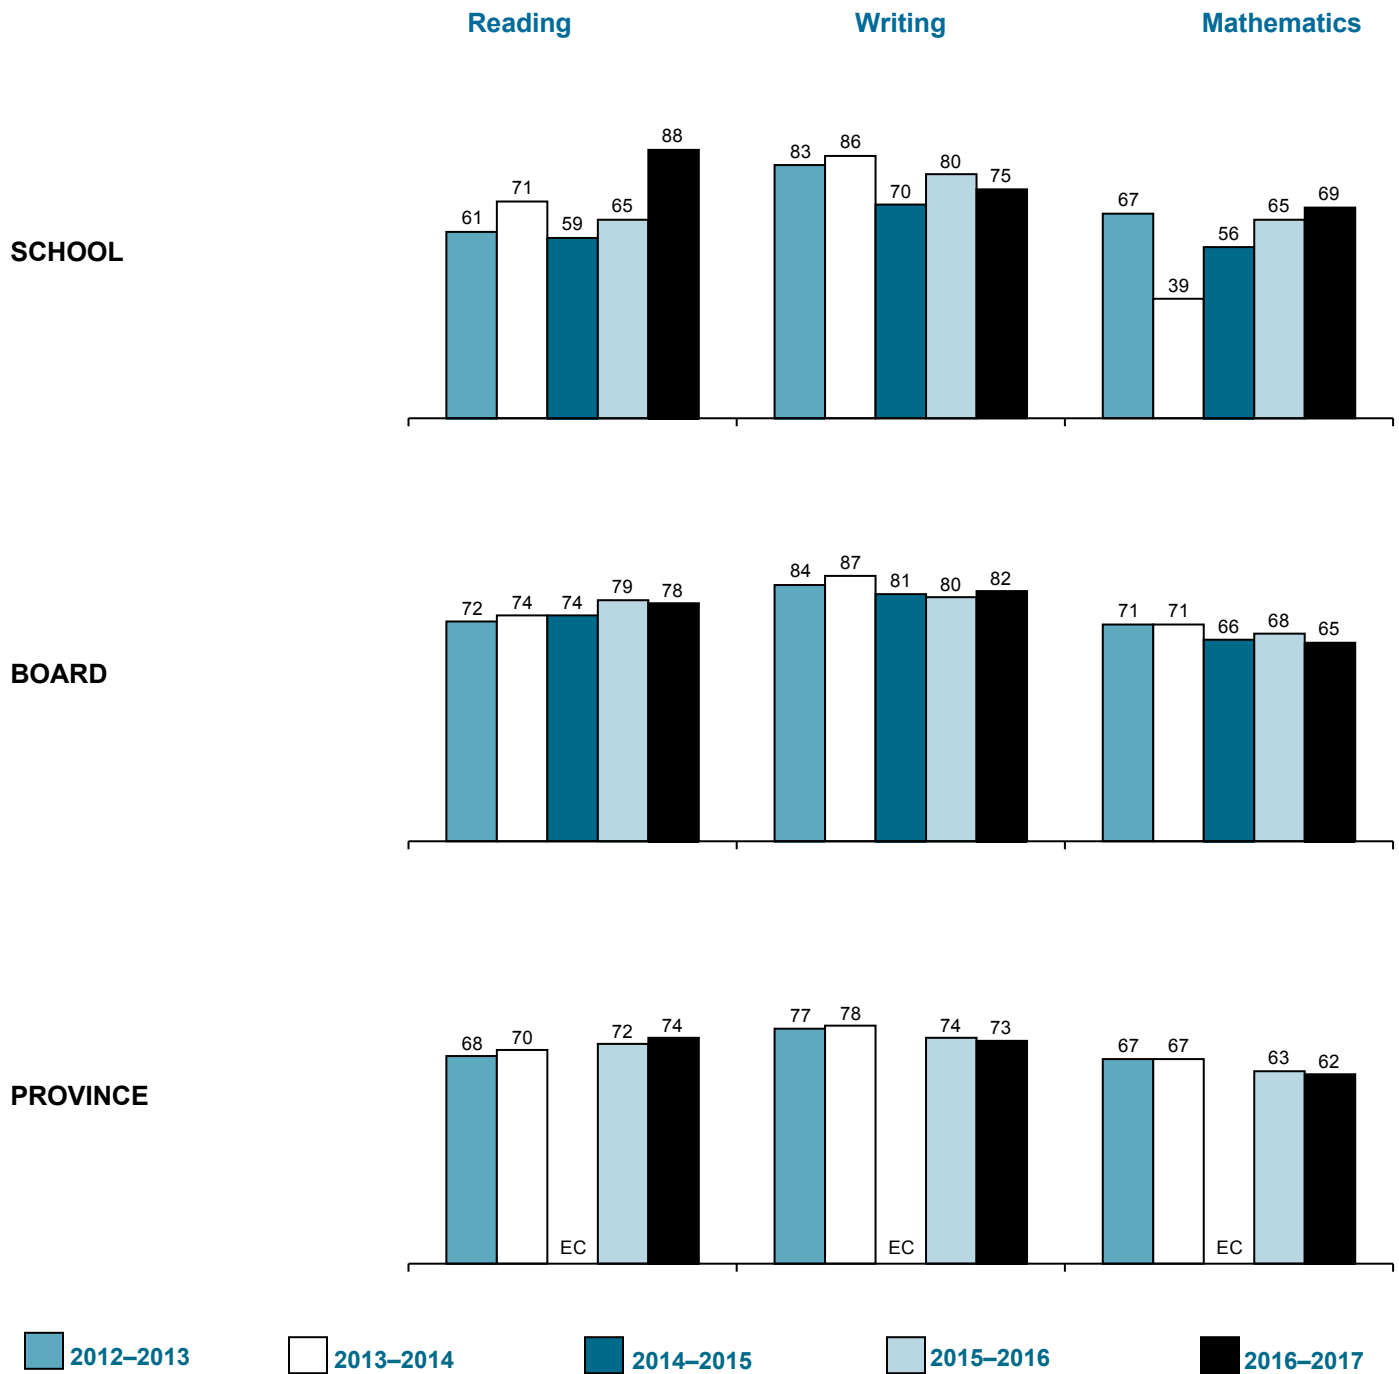 Reading Writing Mathematics
SCHOOL
61 71 59 65 88
83 86 70 80 75
67 39 56 65 69
BOARD
72 74 74 79 78
84 87 81 80 82
71 71 66 68 65
PROVINCE
68 70 EC 72 74
77 78 EC 74 73
67 67 EC 63 62
2012–2013 2013–2014 2014–2015 2015–2016 2016–2017